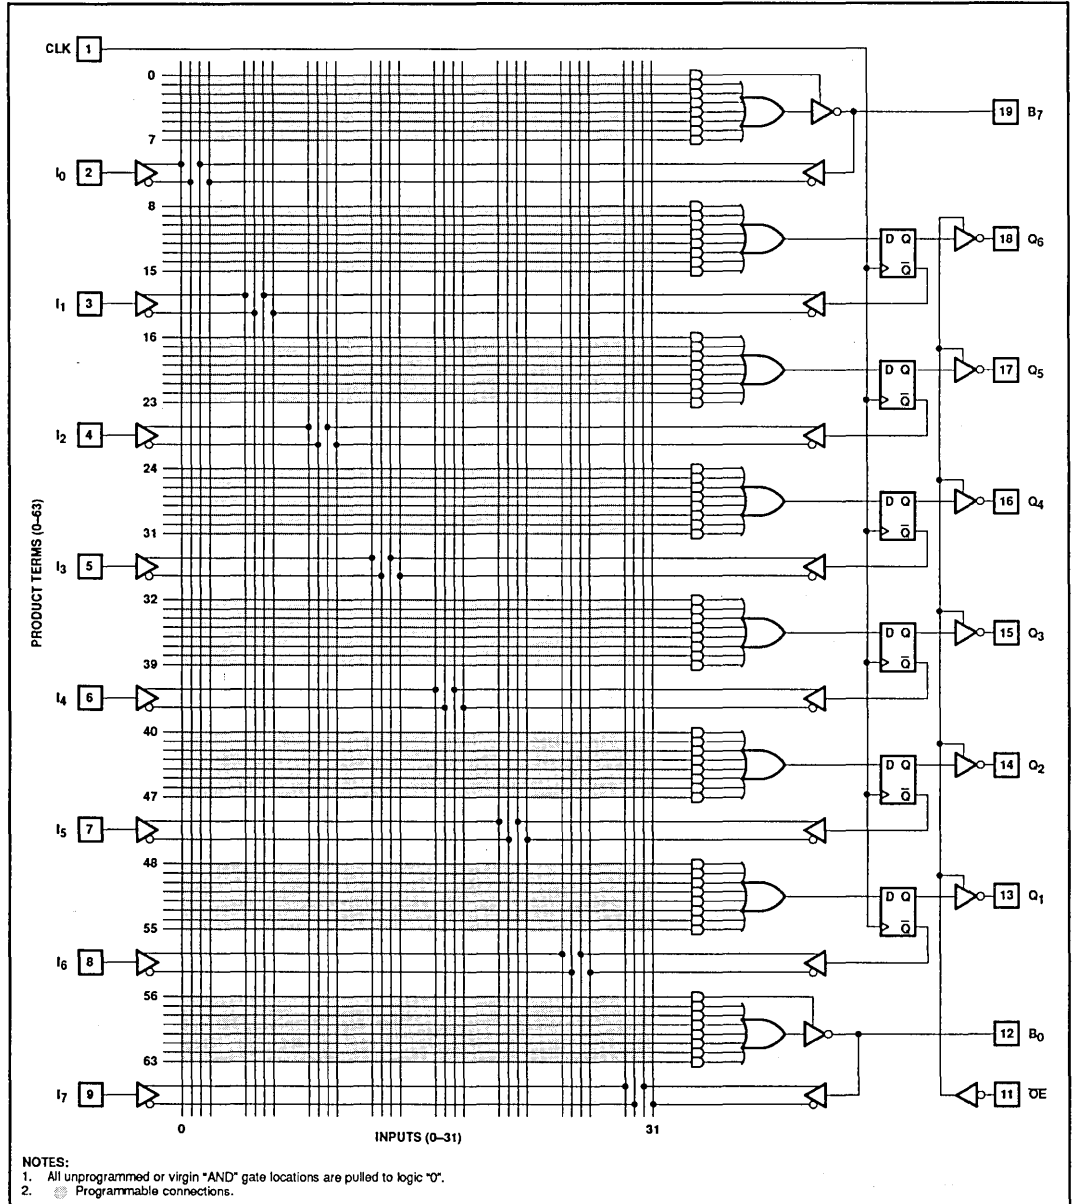 CLK 1
0
7
19 B7
I0 2
8
15
D Q
Q̅
18 Q6
I1 3
16
23
D Q
Q̅
17 Q5
I2 4
24
31
D Q
Q̅
16 Q4
I3 5
PRODUCT TERMS (0–63)
32
39
D Q
Q̅
15 Q3
I4 6
40
47
D Q
Q̅
14 Q2
I5 7
48
55
D Q
Q̅
13 Q1
I6 8
56
63
12 B0
I7 9
11 O̅E̅
0
INPUTS (0–31)
31
NOTES:
1. All unprogrammed or virgin "AND" gate locations are pulled to logic "0".
2. Programmable connections.